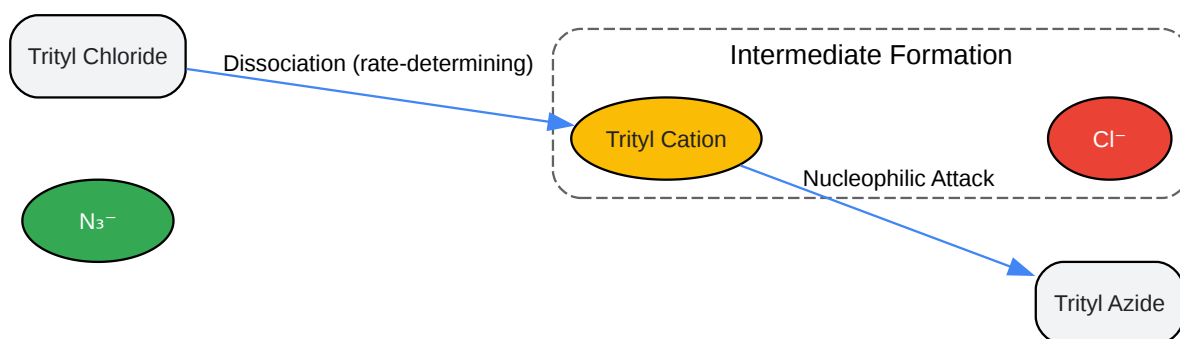 Trityl Chloride
Dissociation (rate-determining)
Intermediate Formation
Trityl Cation
Cl⁻
Nucleophilic Attack
N₃⁻
Trityl Azide